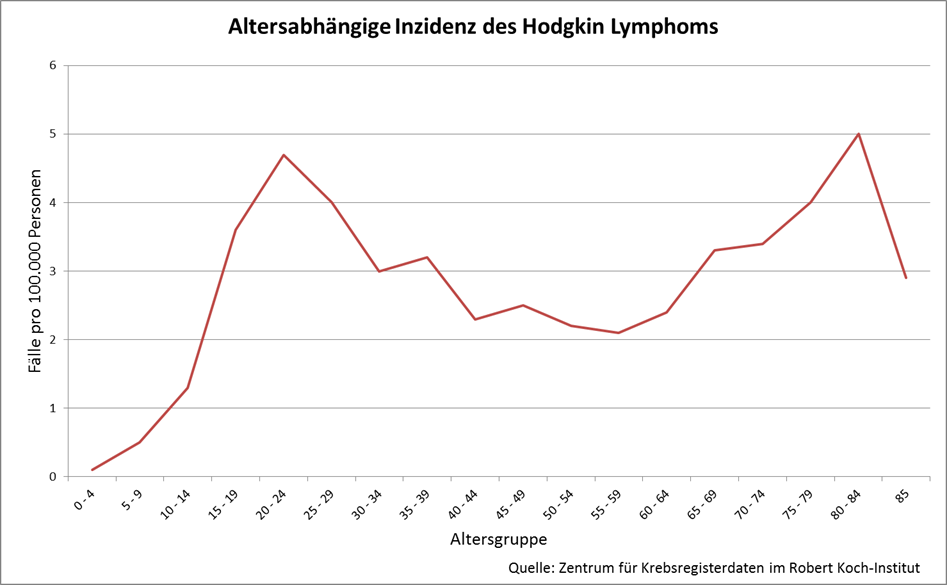 Altersabhängige Inzidenz des Hodgkin Lymphoms
6
5
4
3
2
1
0
Fälle pro 100.000 Personen
0 - 4
5 - 9
10 - 14
15 - 19
20 - 24
25 - 29
30 - 34
35 - 39
40 - 44
45 - 49
50 - 54
55 - 59
60 - 64
65 - 69
70 - 74
75 - 79
80 - 84
85
Altersgruppe
Quelle: Zentrum für Krebsregisterdaten im Robert Koch-Institut